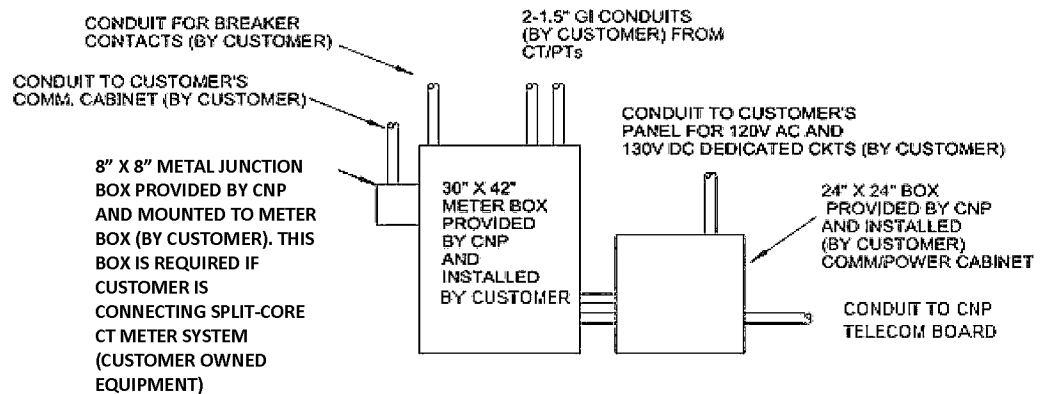 CONDUIT FOR BREAKER
CONTACTS (BY CUSTOMER)
2-1.5" GI CONDUITS
(BY CUSTOMER) FROM
CT/PTs
CONDUIT TO CUSTOMER'S
COMM. CABINET (BY CUSTOMER)
CONDUIT TO CUSTOMER'S
PANEL FOR 120V AC AND
130V DC DEDICATED CKTS (BY CUSTOMER)
8” X 8” METAL JUNCTION
BOX PROVIDED BY CNP
AND MOUNTED TO METER
BOX (BY CUSTOMER). THIS
BOX IS REQUIRED IF
CUSTOMER IS
CONNECTING SPLIT-CORE
CT METER SYSTEM
(CUSTOMER OWNED
EQUIPMENT)
30" X 42"
METER BOX
PROVIDED
BY CNP
AND
INSTALLED
BY CUSTOMER
24" X 24" BOX
PROVIDED BY CNP
AND INSTALLED
(BY CUSTOMER)
COMM/POWER CABINET
CONDUIT TO CNP
TELECOM BOARD